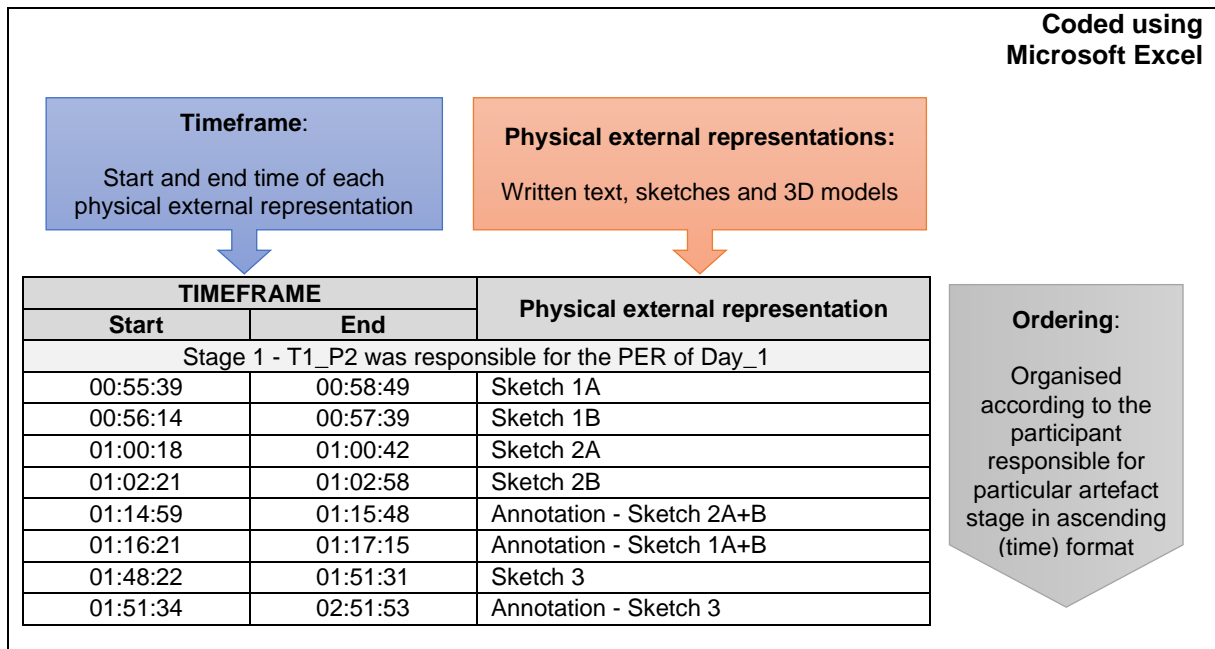 Coded using
Microsoft Excel
Timeframe:
Start and end time of each
physical external representation
Physical external representations:
Written text, sketches and 3D models
TIMEFRAME
Physical external representation
Start End
Stage 1 - T1_P2 was responsible for the PER of Day_1
00:55:39 00:58:49 Sketch 1A
00:56:14 00:57:39 Sketch 1B
01:00:18 01:00:42 Sketch 2A
01:02:21 01:02:58 Sketch 2B
01:14:59 01:15:48 Annotation - Sketch 2A+B
01:16:21 01:17:15 Annotation - Sketch 1A+B
01:48:22 01:51:31 Sketch 3
01:51:34 02:51:53 Annotation - Sketch 3
Ordering:
Organised
according to the
participant
responsible for
particular artefact
stage in ascending
(time) format